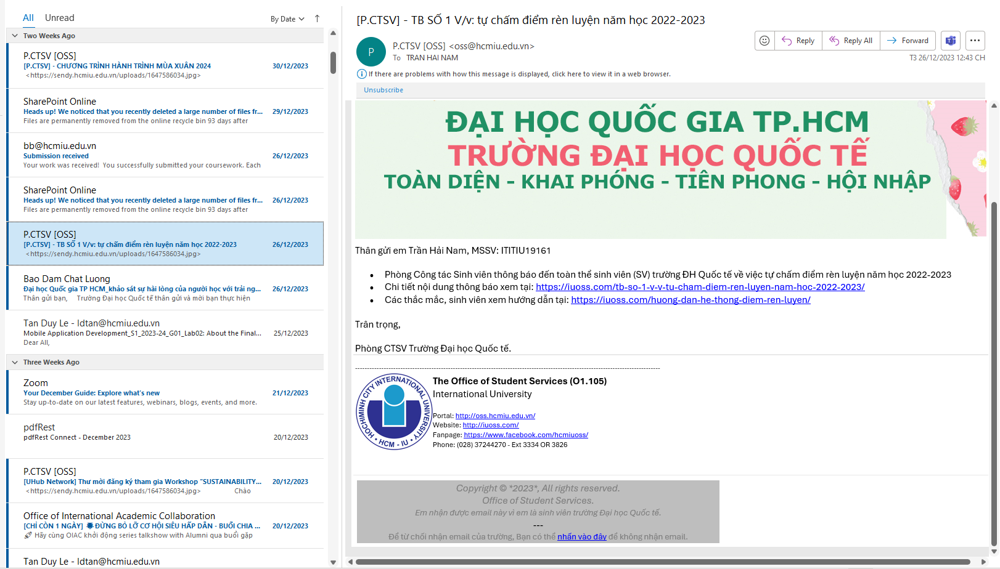 All Unread By Date
Two Weeks Ago
P.CTSV [OSS]
[P.CTSV] - CHƯƠNG TRÌNH HÀNH TRÌNH MÙA XUÂN 2024 30/12/2023
<https://sendy.hcmiu.edu.vn/uploads/1647586034.jpg>
SharePoint Online
Heads up! We noticed that you recently deleted a large number of files fr... 29/12/2023
Files are permanently removed from the online recycle bin 93 days after
bb@hcmiu.edu.vn
Submission received 26/12/2023
Your work was received! You successfully submitted your coursework. Each
SharePoint Online
Heads up! We noticed that you recently deleted a large number of files fr... 26/12/2023
Files are permanently removed from the online recycle bin 93 days after
P.CTSV [OSS]
[P.CTSV] - TB SỐ 1 V/v: tự chấm điểm rèn luyện năm học 2022-2023 26/12/2023
<https://sendy.hcmiu.edu.vn/uploads/1647586034.jpg>
Bao Dam Chat Luong
Đại học Quốc gia TP HCM_khảo sát sự hài lòng của người học với trải ng... 26/12/2023
Thân gửi bạn, Trường Đại học Quốc tế thân gửi và mời bạn thực hiện
Tan Duy Le - ldtan@hcmiu.edu.vn
Mobile Application Development_S1_2023-24_G01_Lab02: About the Final... 25/12/2023
Dear All,
Three Weeks Ago
Zoom
Your December Guide: Explore what's new 21/12/2023
Stay up-to-date on our latest features, webinars, blogs, events, and more.
pdfRest
pdfRest Connect - December 2023 20/12/2023
P.CTSV [OSS]
[UHub Network] Thư mời đăng ký tham gia Workshop "SUSTAINABILITY... 20/12/2023
<https://sendy.hcmiu.edu.vn/uploads/1647586034.jpg> Chào
Office of International Academic Collaboration
[CHỈ CÒN 1 NGÀY] ĐỪNG BỎ LỠ CƠ HỘI SIÊU HẤP DẪN - BUỔI CHIA ... 20/12/2023
Hãy cùng OIAC khởi động series talkshow with Alumni qua buổi gặp
Tan Duy Le - ldtan@hcmiu.edu.vn
[P.CTSV] - TB SỐ 1 V/v: tự chấm điểm rèn luyện năm học 2022-2023
P
P.CTSV [OSS] <oss@hcmiu.edu.vn>
To TRAN HAI NAM
Reply Reply All Forward
T3 26/12/2023 12:43 CH
If there are problems with how this message is displayed, click here to view it in a web browser.
Unsubscribe
ĐẠI HỌC QUỐC GIA TP.HCM
TRƯỜNG ĐẠI HỌC QUỐC TẾ
TOÀN DIỆN - KHAI PHÓNG - TIÊN PHONG - HỘI NHẬP
Thân gửi em Trần Hải Nam, MSSV: ITITIU19161
• Phòng Công tác Sinh viên thông báo đến toàn thể sinh viên (SV) trường ĐH Quốc tế về việc tự chấm điểm rèn luyện năm học 2022-2023
• Chi tiết nội dung thông báo xem tại: https://iuoss.com/tb-so-1-v-v-tu-cham-diem-ren-luyen-nam-hoc-2022-2023/
• Các thắc mắc, sinh viên xem hướng dẫn tại: https://iuoss.com/huong-dan-he-thong-diem-ren-luyen/
Trân trọng,
Phòng CTSV Trường Đại học Quốc tế.
HOCHIMINH CITY INTERNATIONAL UNIVERSITY
• HCM - IU •
The Office of Student Services (O1.105)
International University
Portal: http://oss.hcmiu.edu.vn/
Website: http://iuoss.com/
Fanpage: https://www.facebook.com/hcmiuoss/
Phone: (028) 37244270 - Ext 3334 OR 3826
Copyright © *2023*, All rights reserved.
Office of Student Services.
Em nhận được email này vì em là sinh viên trường Đại học Quốc tế.
---
Để từ chối nhận email của trường, Bạn có thể nhấn vào đây để không nhận email.